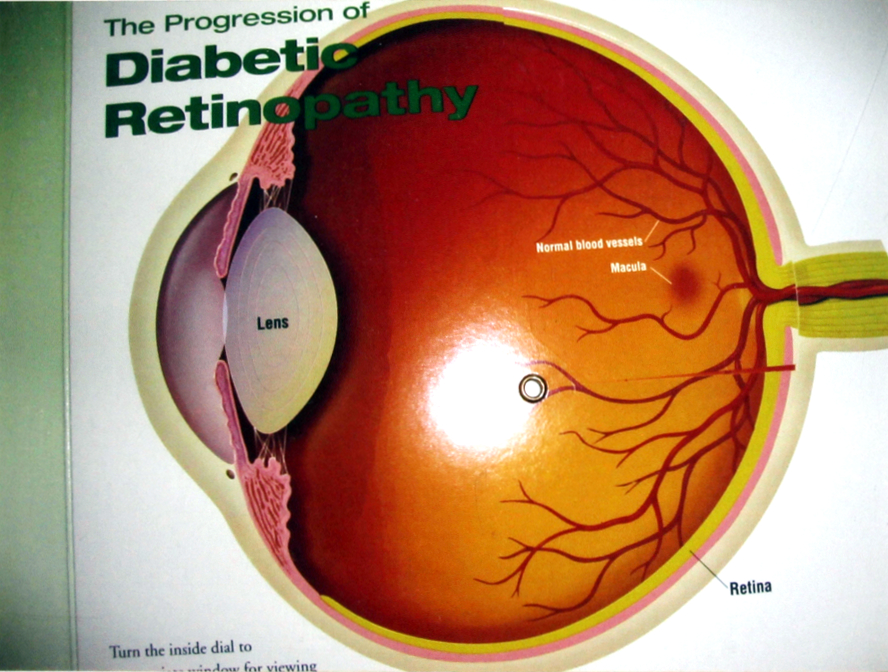 The Progression of
Diabetic
Retinopathy
Normal blood vessels
Macula
Lens
Retina
Turn the inside dial to
window for viewing